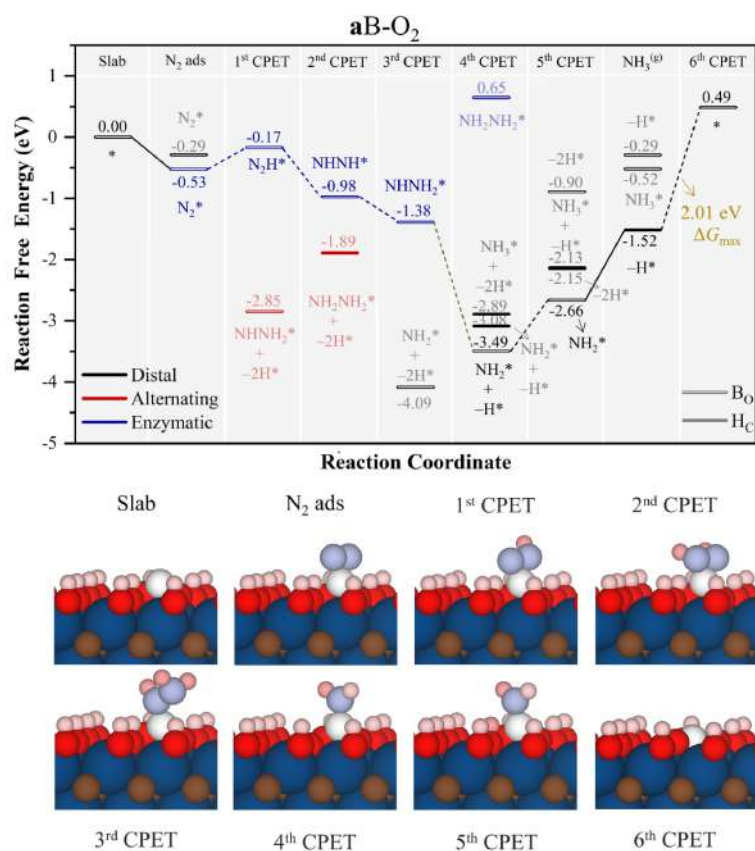 aB-O₂
Slab N₂ ads 1st CPET 2nd CPET 3rd CPET 4th CPET 5th CPET NH₃(g) 6th CPET
Reaction Free Energy (eV)
1
0
-1
-2
-3
-4
-5
0.00
*
N₂*
-0.29
-0.53
N₂*
-0.17
N₂H*
-2.85
NHNH₂*
+
-2H*
NHNH*
-0.98
-1.89
NH₂NH₂*
+
-2H*
NHNH₂*
-1.38
NH₂*
+
-2H*
-4.09
0.65
NH₂NH₂*
NH₃*
+
-2H*
-2.89
-3.08
-3.49
NH₂*
+
-H*
NH₂*
+
-H*
-2H*
-0.90
NH₃*
+
-H*
-2.13
-2.15
-2H*
-2.66
NH₂*
-H*
-0.29
-0.52
NH₃*
-1.52
-H*
0.49
*
2.01 eV
ΔGmax
Distal
Alternating
Enzymatic
B_O
H_C
Reaction Coordinate
Slab N₂ ads 1st CPET 2nd CPET
3rd CPET 4th CPET 5th CPET 6th CPET